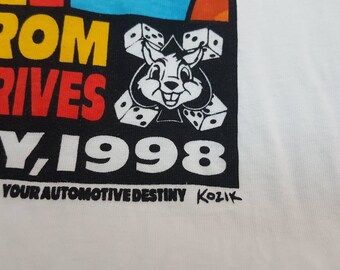 ROM
RIVES
Y, 1998
YOUR AUTOMOTIVE DESTINY KOZIK